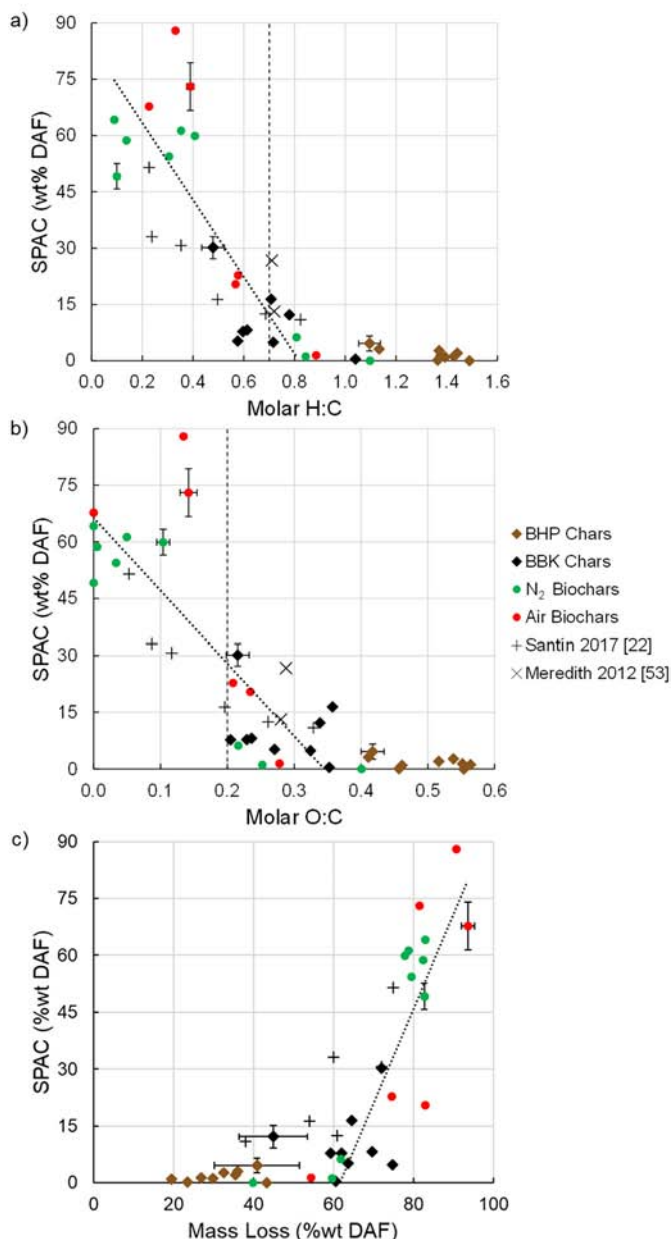 a)
90
75
60
45
30
15
0
SPAC (wt% DAF)
0.0 0.2 0.4 0.6 0.8 1.0 1.2 1.4 1.6
Molar H:C
b)
90
75
60
45
30
15
0
SPAC (wt% DAF)
0.0 0.1 0.2 0.3 0.4 0.5 0.6
Molar O:C
BHP Chars
BBK Chars
N₂ Biochars
Air Biochars
Santin 2017 [22]
Meredith 2012 [53]
c)
90
75
60
45
30
15
0
SPAC (%wt DAF)
0 20 40 60 80 100
Mass Loss (%wt DAF)